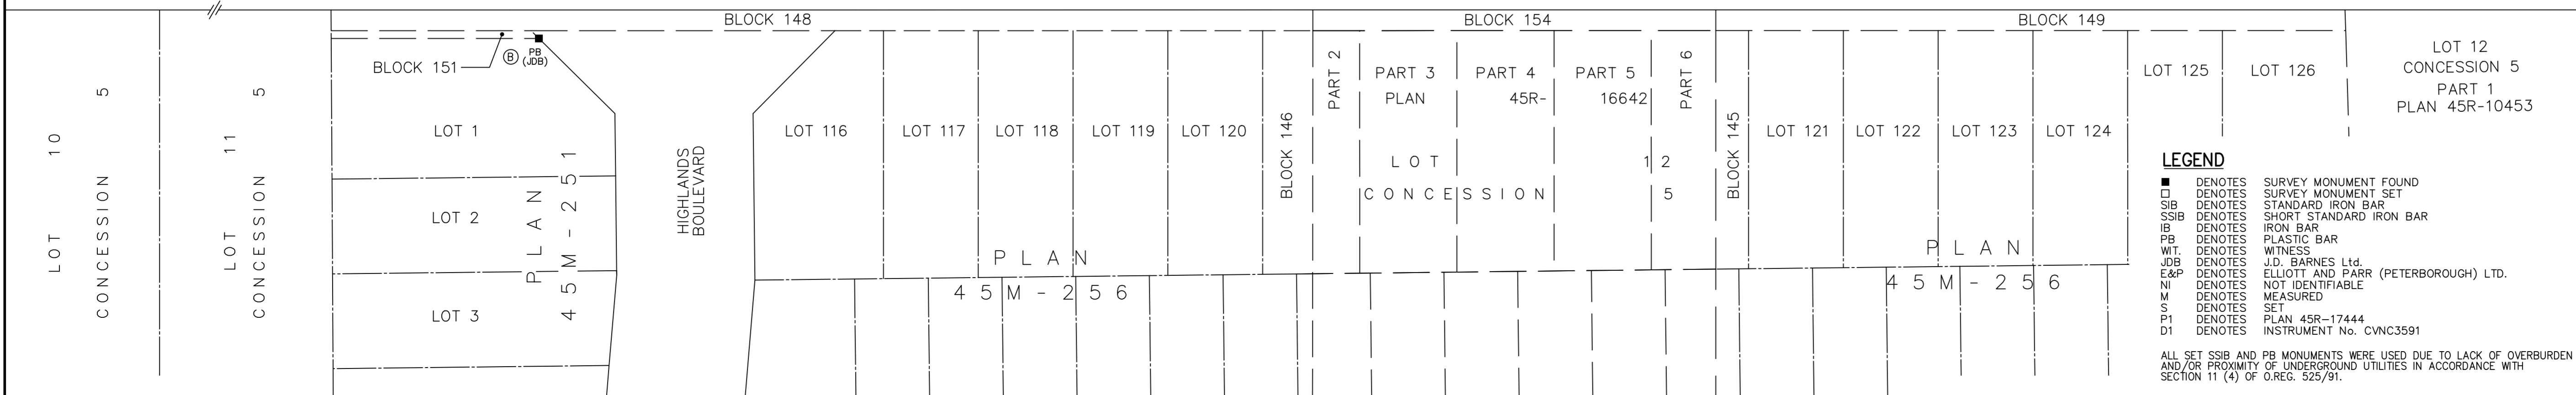 BLOCK 148
BLOCK 154
BLOCK 149
BLOCK 151
B
PB
(JDB)
LOT 10
CONCESSION 5
LOT 11
CONCESSION 5
LOT 1
LOT 2
LOT 3
PLAN
45M-251
HIGHLANDS
BOULEVARD
LOT 116
LOT 117
LOT 118
LOT 119
LOT 120
BLOCK 146
PLAN
45M-256
PART 2
PART 3
PART 4
PART 5
PART 6
PLAN 45R- 16642
LOT 12
CONCESSION 5
BLOCK 145
LOT 121
LOT 122
LOT 123
LOT 124
LOT 125
LOT 126
PLAN
45M-256
LOT 12
CONCESSION 5
PART 1
PLAN 45R-10453
LEGEND
■ DENOTES SURVEY MONUMENT FOUND
□ DENOTES SURVEY MONUMENT SET
SIB DENOTES STANDARD IRON BAR
SSIB DENOTES SHORT STANDARD IRON BAR
IB DENOTES IRON BAR
PB DENOTES PLASTIC BAR
WIT. DENOTES WITNESS
JDB DENOTES J.D. BARNES Ltd.
E&P DENOTES ELLIOTT AND PARR (PETERBOROUGH) LTD.
NI DENOTES NOT IDENTIFIABLE
M DENOTES MEASURED
S DENOTES SET
P1 DENOTES PLAN 45R-17444
D1 DENOTES INSTRUMENT No. CVNC3591
ALL SET SSIB AND PB MONUMENTS WERE USED DUE TO LACK OF OVERBURDEN
AND/OR PROXIMITY OF UNDERGROUND UTILITIES IN ACCORDANCE WITH
SECTION 11 (4) OF O.REG. 525/91.